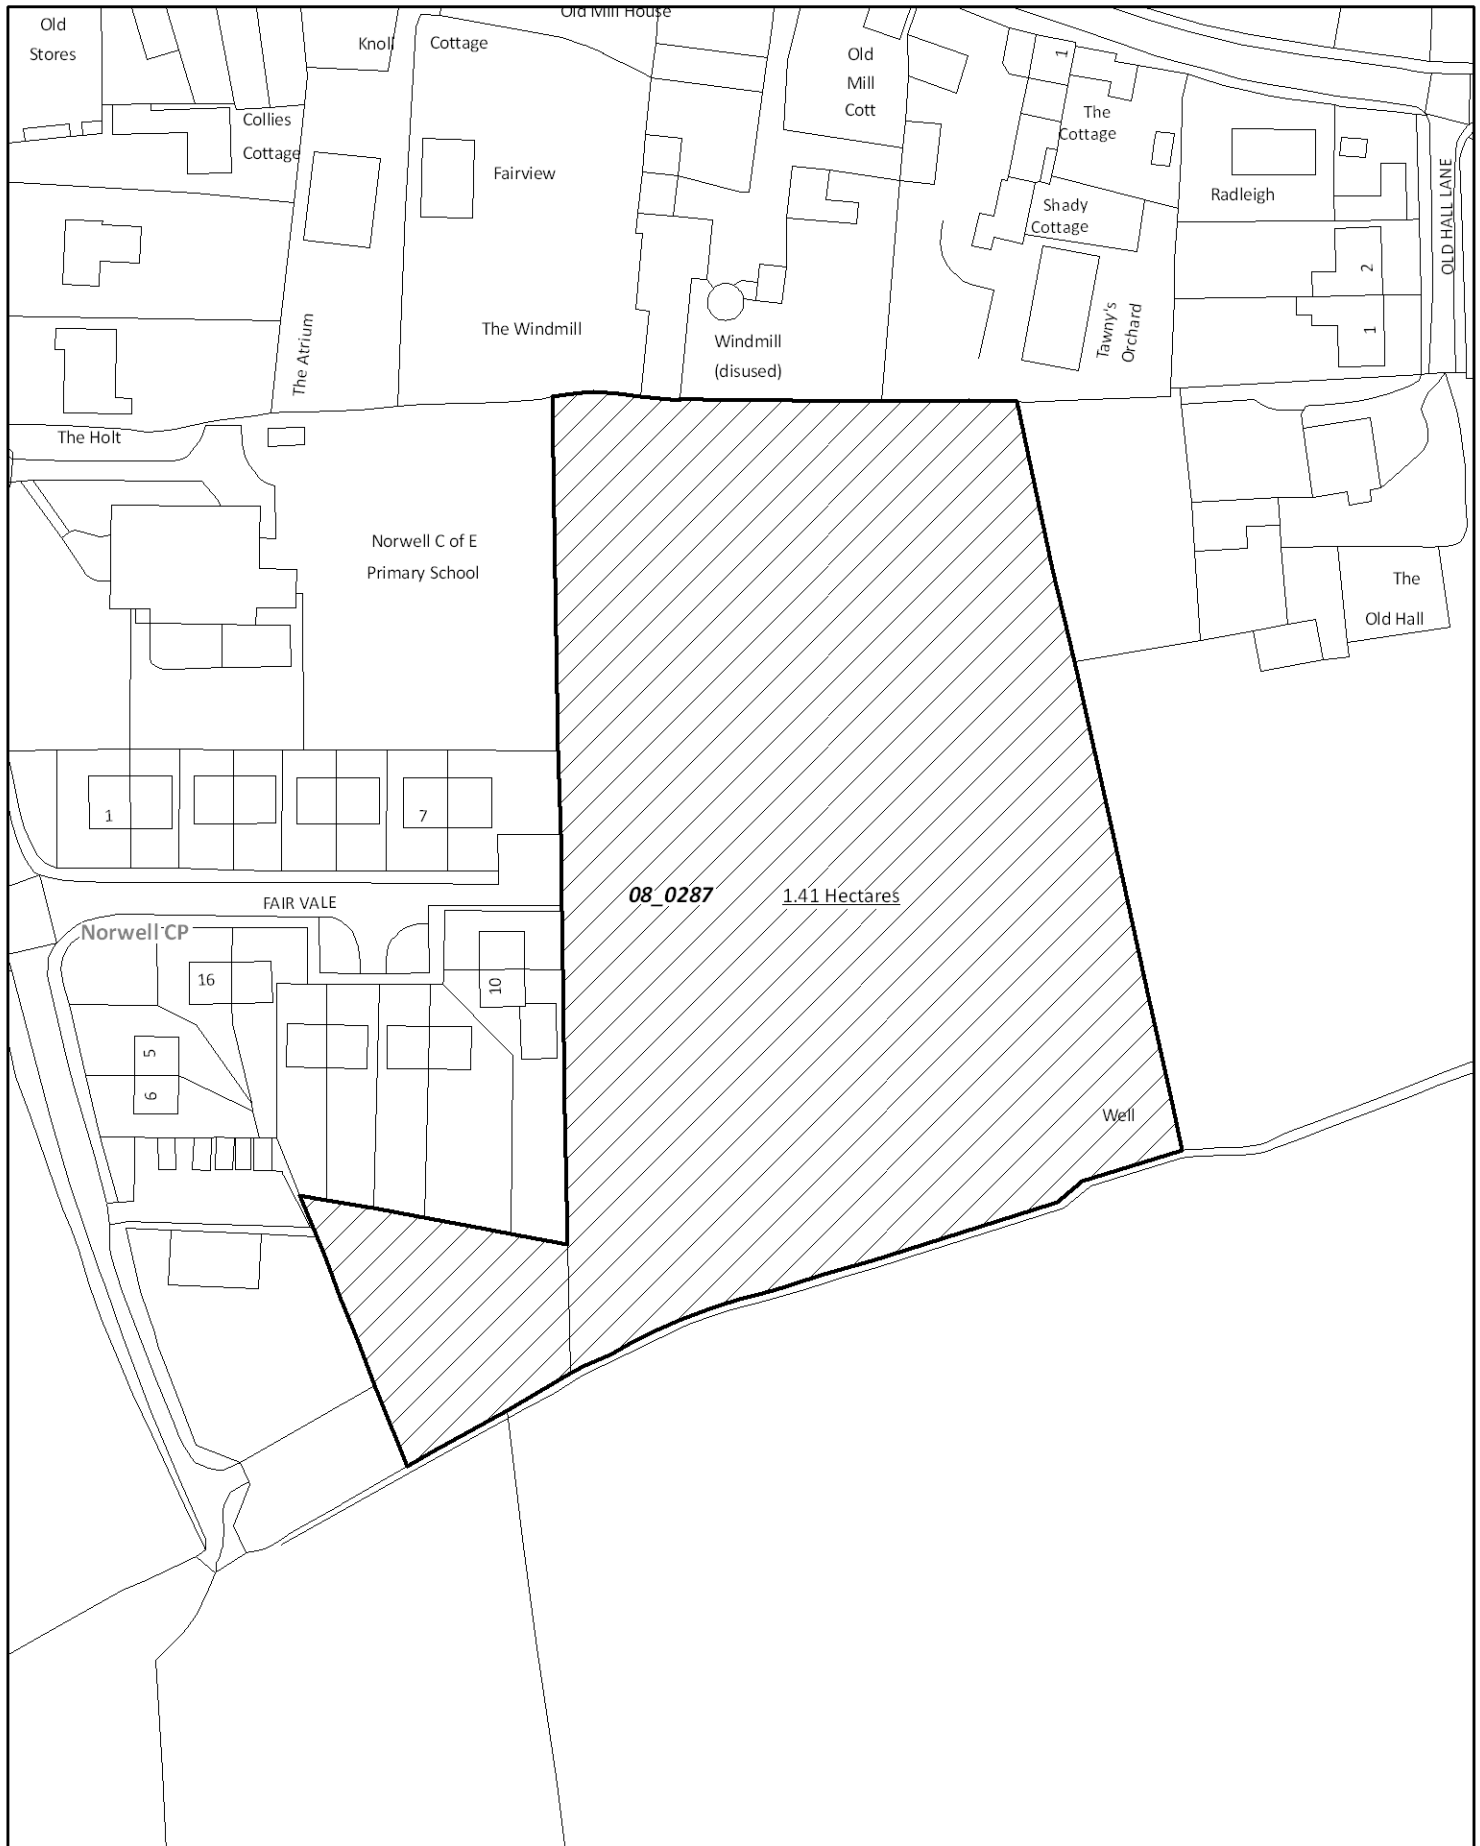 Old Mill House
Old
Stores
Knoll
Cottage
Old
Mill
Cott
1
The
Cottage
Collies
Cottage
Fairview
Radleigh
OLD HALL LANE
Shady
Cottage
2
1
The Atrium
The Windmill
Windmill
(disused)
Tawny's
Orchard
The Holt
Norwell C of E
Primary School
The
Old Hall
1
7
08_0287
1.41 Hectares
FAIR VALE
Norwell CP
16
10
5
6
Well